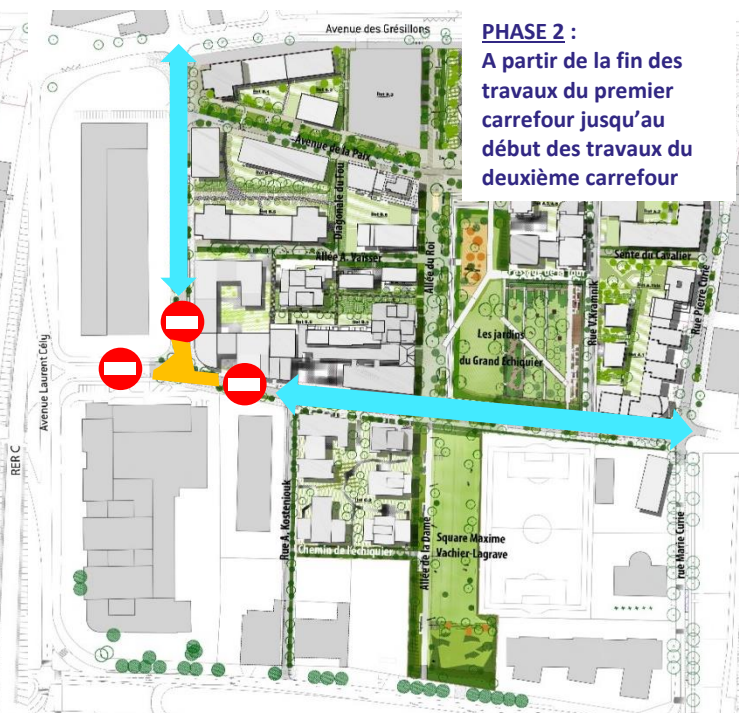 Avenue des Grésillons
PHASE 2 :
A partir de la fin des
travaux du premier
carrefour jusqu'au
début des travaux du
deuxième carrefour
Avenue de la Paix
Diagonale du Fou
Allée A. Vaisser
Allée du Roi
Sente du Cavalier
Rue Pierre Curie
Rue V.Kramnik
Les jardins
du Grand Echiquier
Avenue Laurent Cély
RER C
Rue A. Kosteniouk
Chemin de l'échiquier
Allée de la Dame
Square Maxime
Vachier-Lagrave
rue Marie Curie